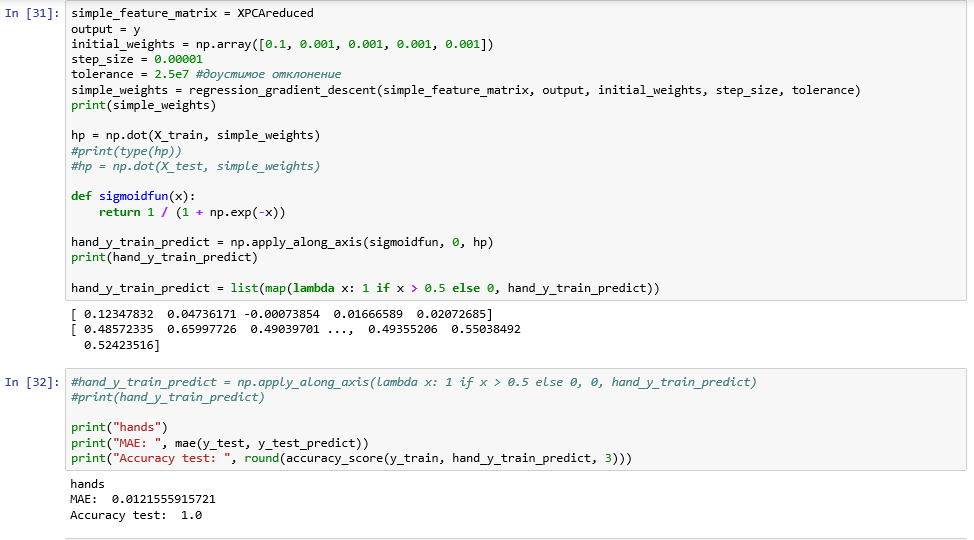 In [31]: simple_feature_matrix = XPCAreduced
output = y
initial_weights = np.array([0.1, 0.001, 0.001, 0.001, 0.001])
step_size = 0.00001
tolerance = 2.5e7 #доустимое отклонение
simple_weights = regression_gradient_descent(simple_feature_matrix, output, initial_weights, step_size, tolerance)
print(simple_weights)
hp = np.dot(X_train, simple_weights)
#print(type(hp))
#hp = np.dot(X_test, simple_weights)
def sigmoidfun(x):
    return 1 / (1 + np.exp(-x))
hand_y_train_predict = np.apply_along_axis(sigmoidfun, 0, hp)
print(hand_y_train_predict)
hand_y_train_predict = list(map(lambda x: 1 if x > 0.5 else 0, hand_y_train_predict))
[ 0.12347832  0.04736171 -0.00073854  0.01666589  0.02072685]
[ 0.48572335  0.65997726  0.49039701 ...,  0.49355206  0.55038492
  0.52423516]
In [32]: #hand_y_train_predict = np.apply_along_axis(lambda x: 1 if x > 0.5 else 0, 0, hand_y_train_predict)
#print(hand_y_train_predict)
print("hands")
print("MAE: ", mae(y_test, y_test_predict))
print("Accuracy test: ", round(accuracy_score(y_train, hand_y_train_predict, 3)))
hands
MAE:  0.0121555915721
Accuracy test:  1.0